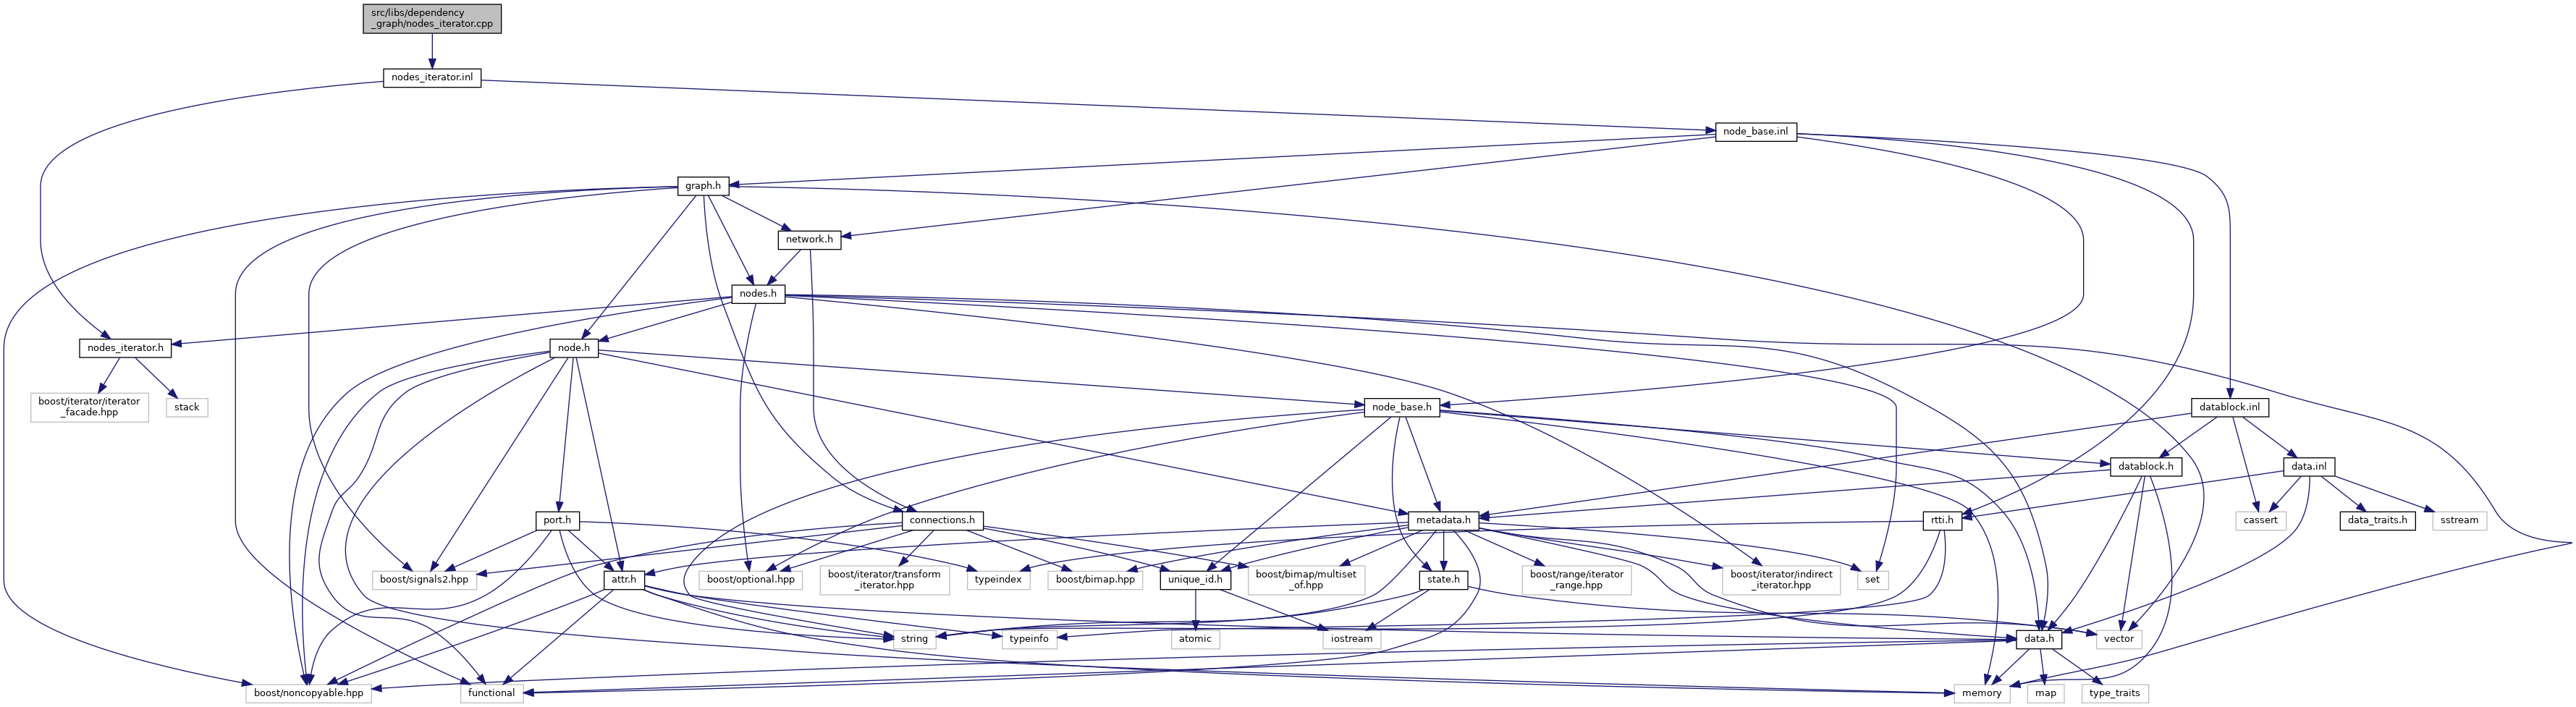 src/libs/dependency
_graph/nodes_iterator.cpp
nodes_iterator.inl
node_base.inl
graph.h
network.h
nodes.h
nodes_iterator.h
node.h
boost/iterator/iterator
_facade.hpp
stack
node_base.h
datablock.inl
datablock.h
data.inl
port.h
connections.h
metadata.h
rtti.h
cassert
data_traits.h
sstream
boost/signals2.hpp
attr.h
boost/optional.hpp
boost/iterator/transform
_iterator.hpp
typeindex
boost/bimap.hpp
unique_id.h
boost/bimap/multiset
_of.hpp
state.h
boost/range/iterator
_range.hpp
boost/iterator/indirect
_iterator.hpp
set
string
typeinfo
atomic
iostream
data.h
vector
boost/noncopyable.hpp
functional
memory
map
type_traits